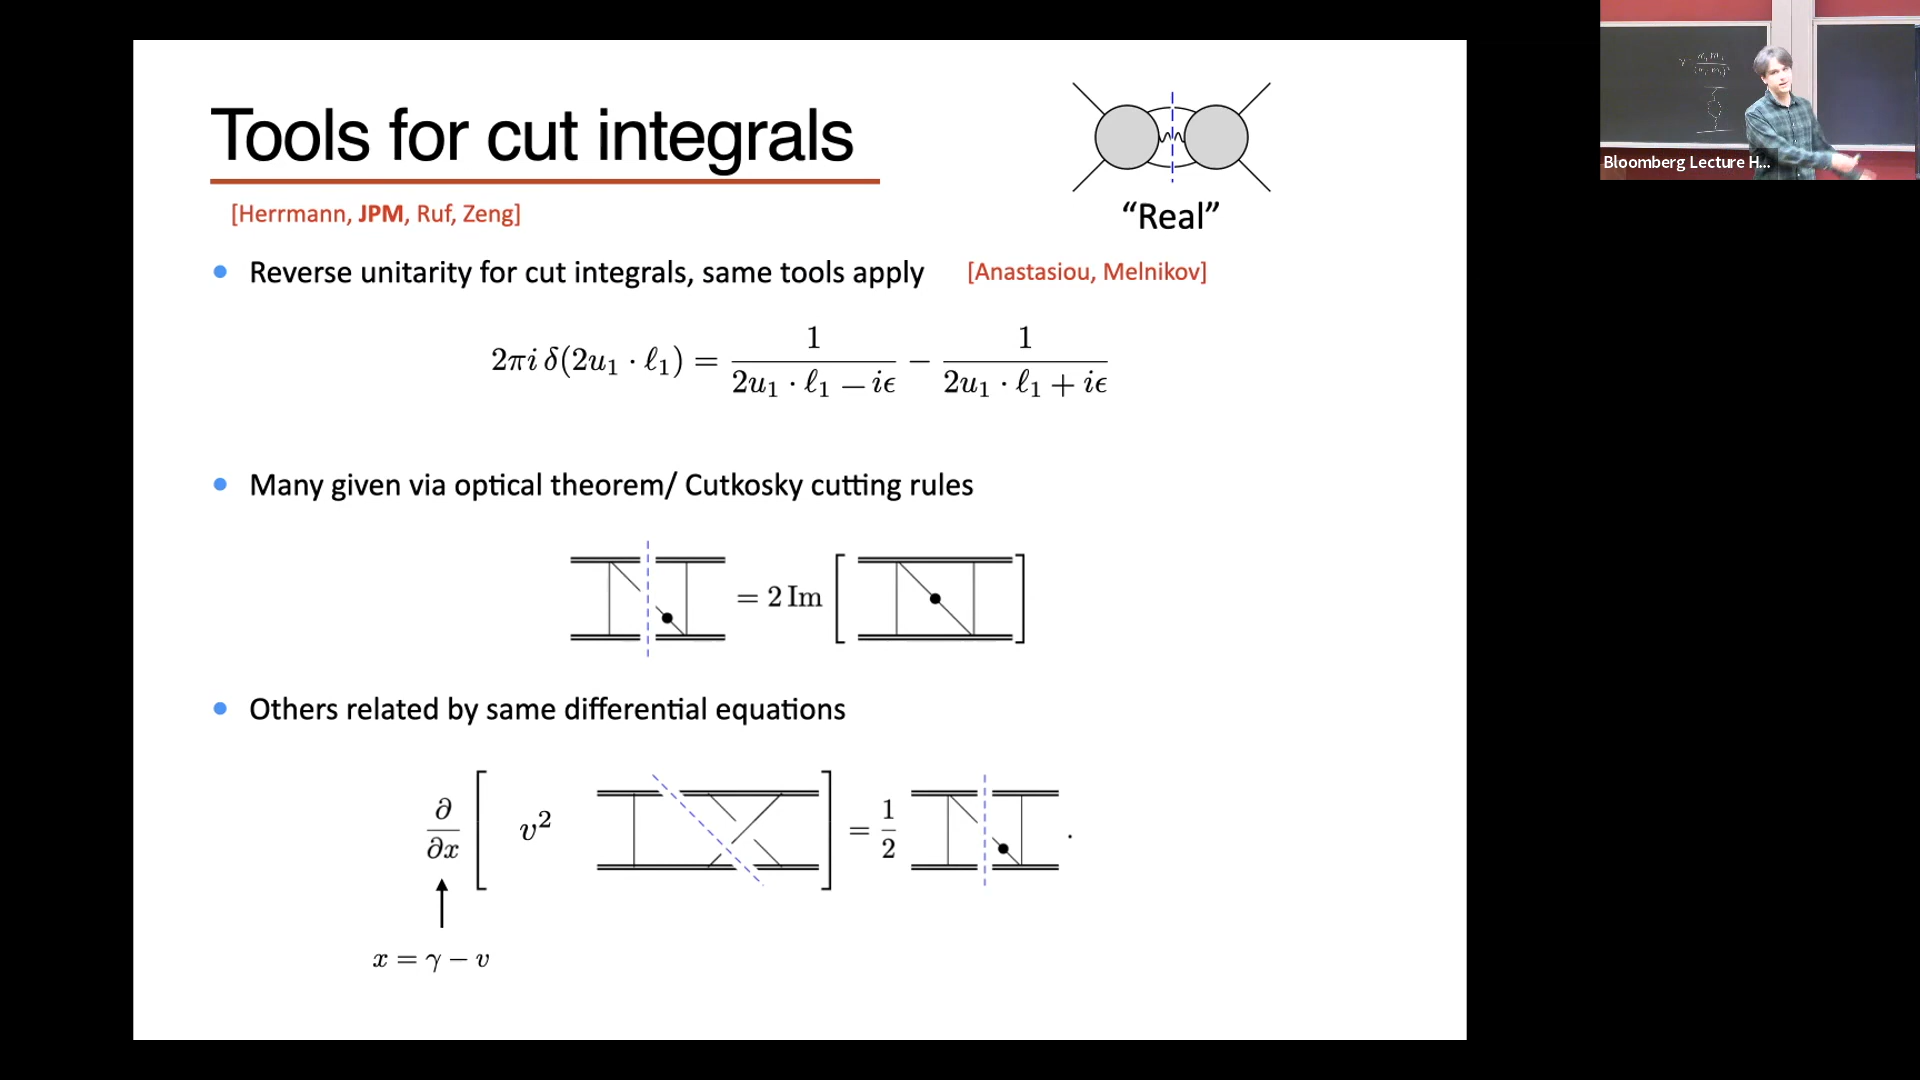 Tools for cut integrals
[Herrmann, JPM, Ruf, Zeng]
“Real”
• Reverse unitarity for cut integrals, same tools apply [Anastasiou, Melnikov]
2πi δ(2u₁ · ℓ₁) = 1/(2u₁ · ℓ₁ − iϵ) − 1/(2u₁ · ℓ₁ + iϵ)
• Many given via optical theorem/ Cutkosky cutting rules
= 2 Im [ ]
• Others related by same differential equations
∂/∂x [ v² ] = 1/2 .
x = γ − v
Bloomberg Lecture H...